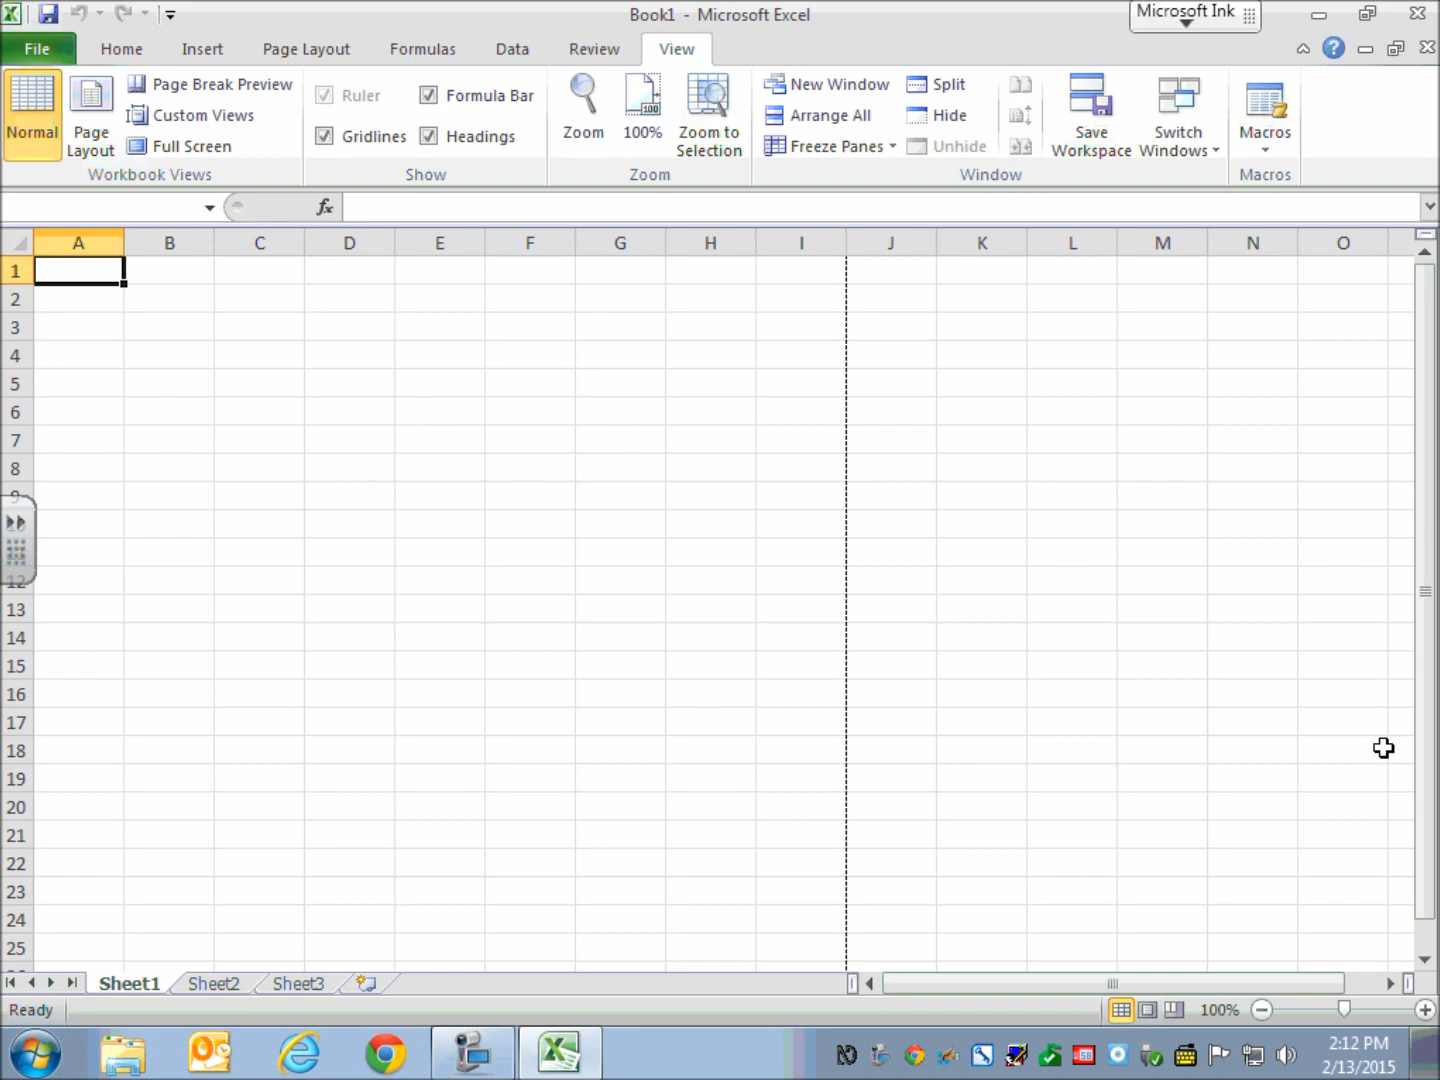 Book1 - Microsoft Excel
Microsoft Ink
File Home Insert Page Layout Formulas Data Review View
Normal
Page Layout
Page Break Preview
Custom Views
Full Screen
Workbook Views
Ruler
Formula Bar
Gridlines
Headings
Show
Zoom
100
100%
Zoom to Selection
Zoom
New Window
Arrange All
Freeze Panes
Split
Hide
Unhide
Save Workspace
Switch Windows
Window
Macros
Macros
fx
A B C D E F G H I J K L M N O
1
2
3
4
5
6
7
8
9
12
13
14
15
16
17
18
19
20
21
22
23
24
25
Sheet1 Sheet2 Sheet3
Ready
100%
2:12 PM
2/13/2015